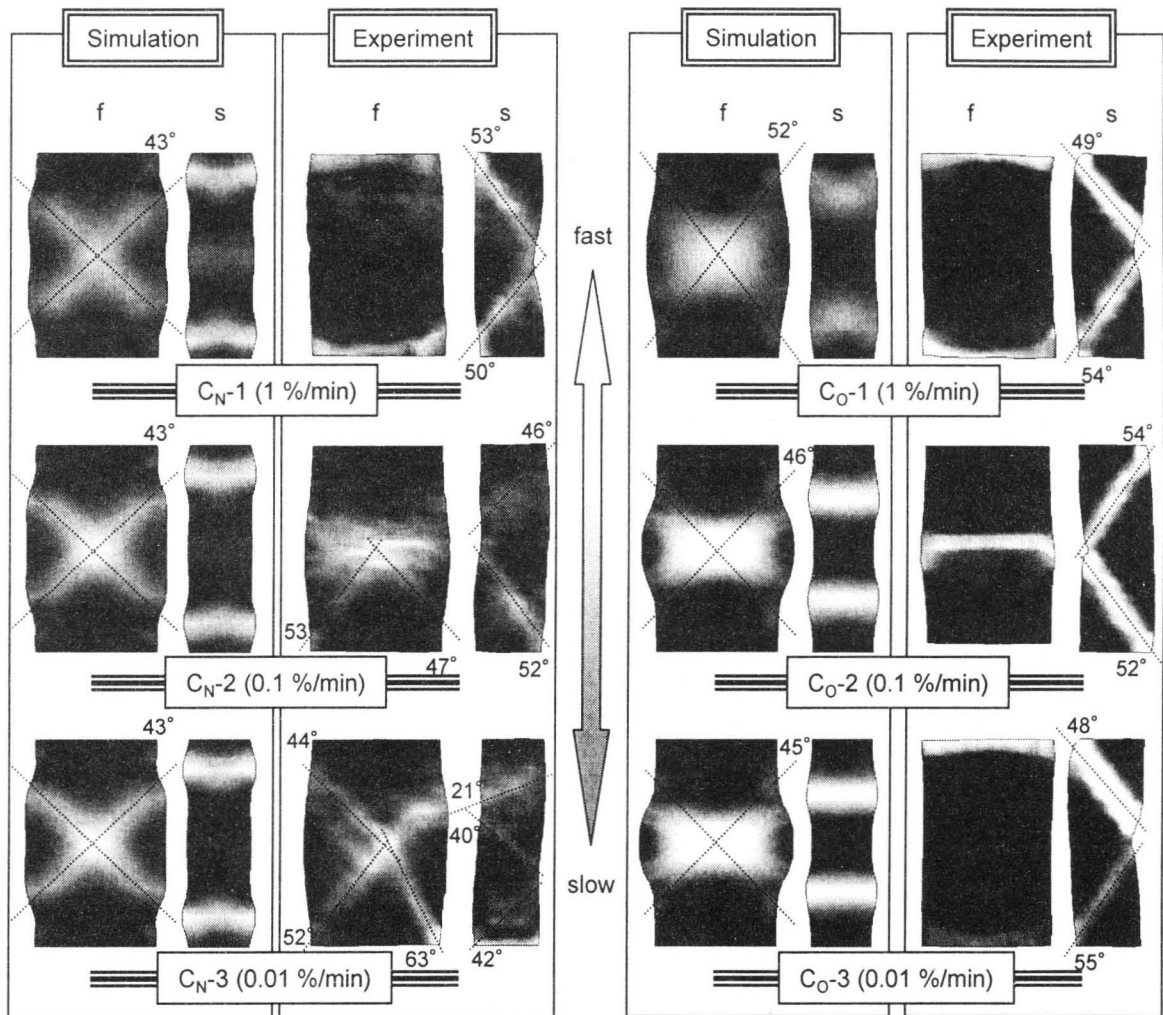 Simulation Experiment Simulation Experiment
f s f s f s f s
43° 53° 52° 49°
fast
50° 54°
C_N-1 (1 %/min) C_O-1 (1 %/min)
43° 46° 46° 54°
53 47° 52° 52°
C_N-2 (0.1 %/min) C_O-2 (0.1 %/min)
43° 44° 45° 48°
21°
40°
slow
52° 63° 42° 55°
C_N-3 (0.01 %/min) C_O-3 (0.01 %/min)